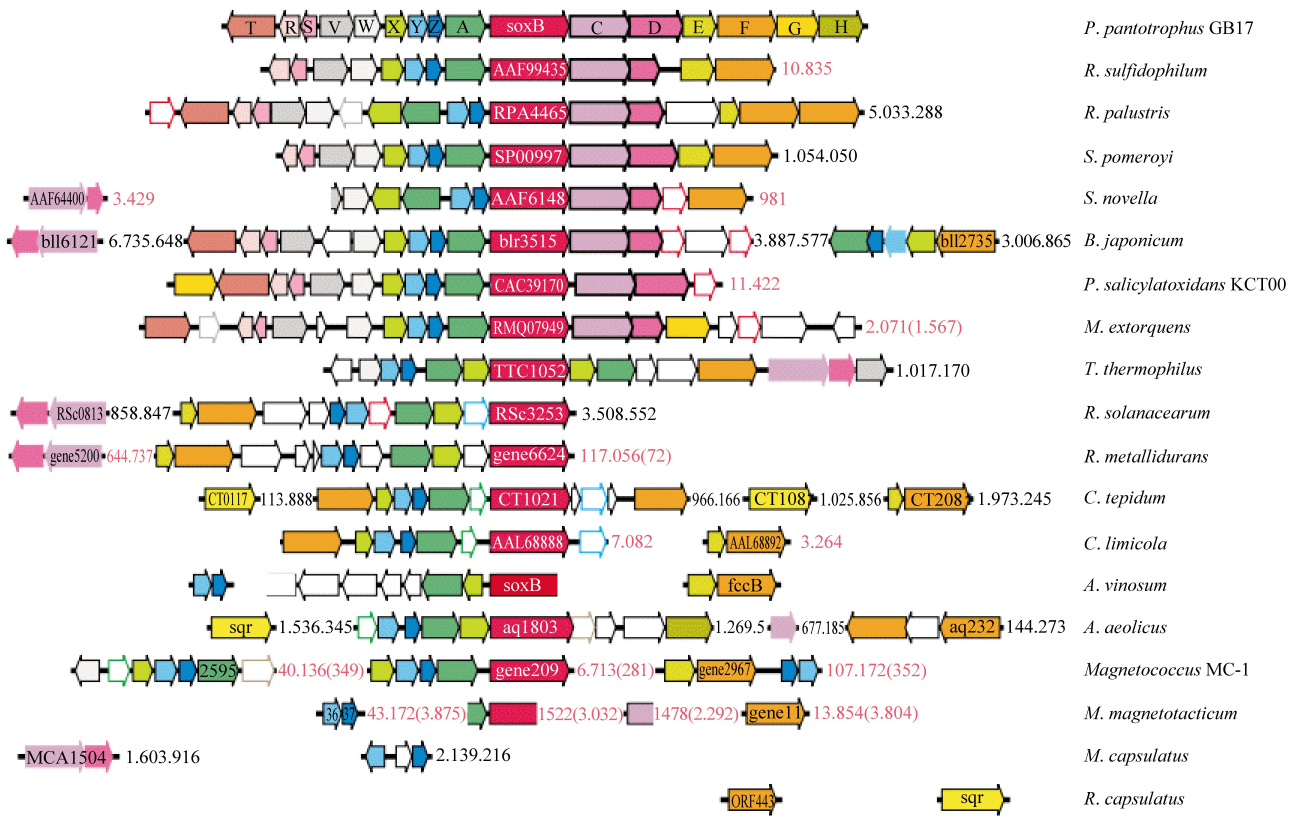 T R S V W X Y Z A soxB C D E F G H P. pantotrophus GB17
AAF99435 10.835 R. sulfidophilum
RPA4465 5.033.288 R. palustris
SP00997 1.054.050 S. pomeroyi
AAF64400 3.429 AAF6148 981 S. novella
bll6121 6.735.648 blr3515 3.887.577 bll2735 3.006.865 B. japonicum
CAC39170 11.422 P. salicylatoxidans KCT00
RMQ07949 2.071(1.567) M. extorquens
TTC1052 1.017.170 T. thermophilus
RSc0813 858.847 RSc3253 3.508.552 R. solanacearum
gene5200 644.737 gene6624 117.056(72) R. metallidurans
CT0117 113.888 CT1021 966.166 CT108 1.025.856 CT208 1.973.245 C. tepidum
AAL68888 7.082 AAL68892 3.264 C. limicola
soxB fccB A. vinosum
sqr 1.536.345 aq1803 1.269.5 677.185 aq232 144.273 A. aeolicus
2595 40.136(349) gene209 6.713(281) gene2967 107.172(352) Magnetococcus MC-1
36 37 43.172(3.875) 1522(3.032) 1478(2.292) gene11 13.854(3.804) M. magnetotacticum
MCA1504 1.603.916 2.139.216 M. capsulatus
ORF443 sqr R. capsulatus